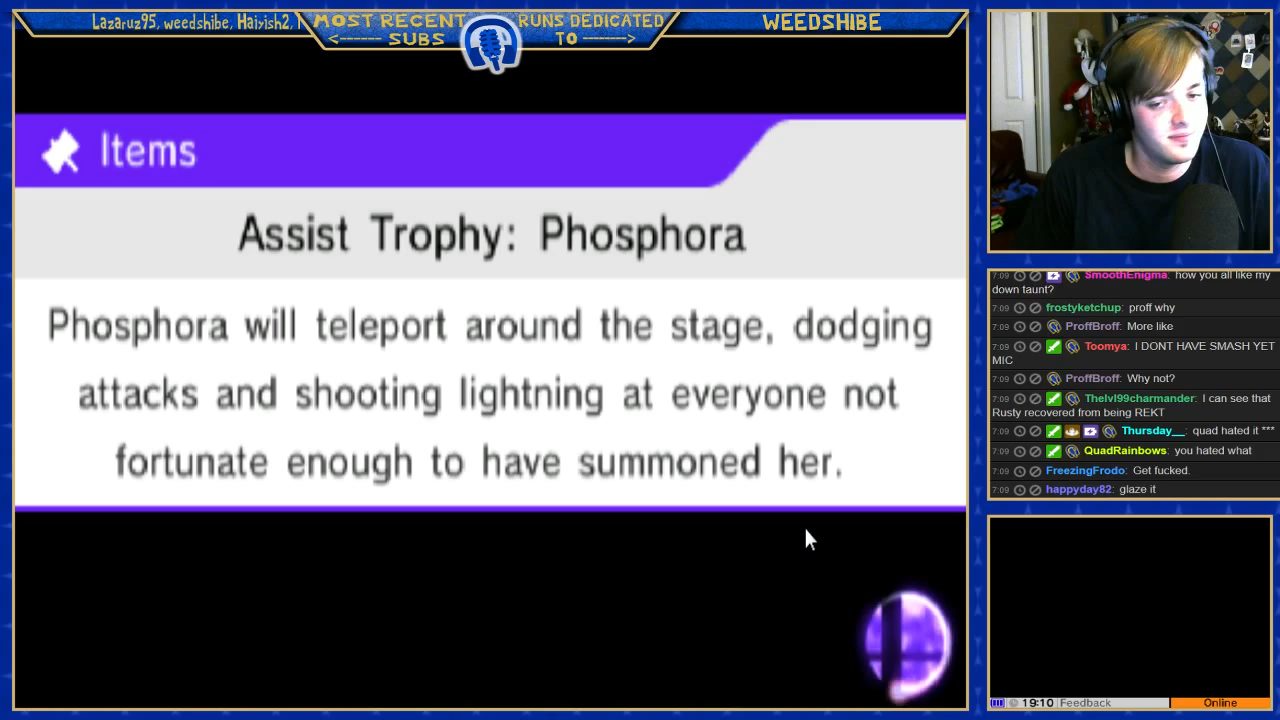 Lazaruz95, weedshibe, Haivish2,
MOST RECENT SUBS
<------
RUNS DEDICATED TO
------->
WEEDSHIBE
Items
Assist Trophy: Phosphora
Phosphora will teleport around the stage, dodging
attacks and shooting lightning at everyone not
fortunate enough to have summoned her.
7:09 SmoothEnigma: how you all like my
down taunt?
7:09 frostyketchup: proff why
7:09 ProffBroff: More like
7:09 Toomya: I DONT HAVE SMASH YET
MIC
7:09 ProffBroff: Why not?
7:09 Thelvl99charmander: I can see that
Rusty recovered from being REKT
7:09 Thursday__: quad hated it ***
7:09 QuadRainbows: you hated what
7:09 FreezingFrodo: Get fucked.
7:09 happyday82: glaze it
19:10 Feedback Online